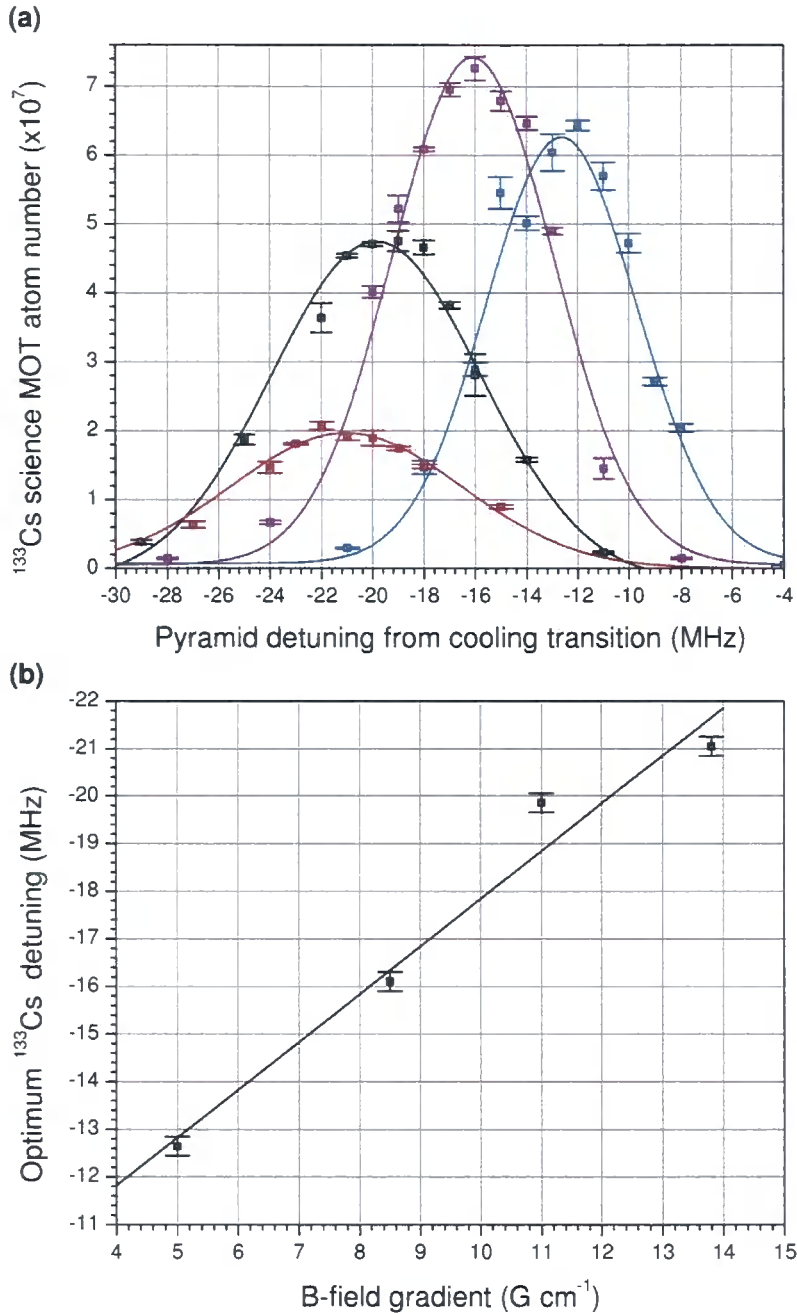 (a)
¹³³Cs science MOT atom number (x10⁷)
7
6
5
4
3
2
1
0
-30 -28 -26 -24 -22 -20 -18 -16 -14 -12 -10 -8 -6 -4
Pyramid detuning from cooling transition (MHz)
(b)
Optimum ¹³³Cs detuning (MHz)
-22
-21
-20
-19
-18
-17
-16
-15
-14
-13
-12
-11
4 5 6 7 8 9 10 11 12 13 14 15
B-field gradient (G cm⁻¹)